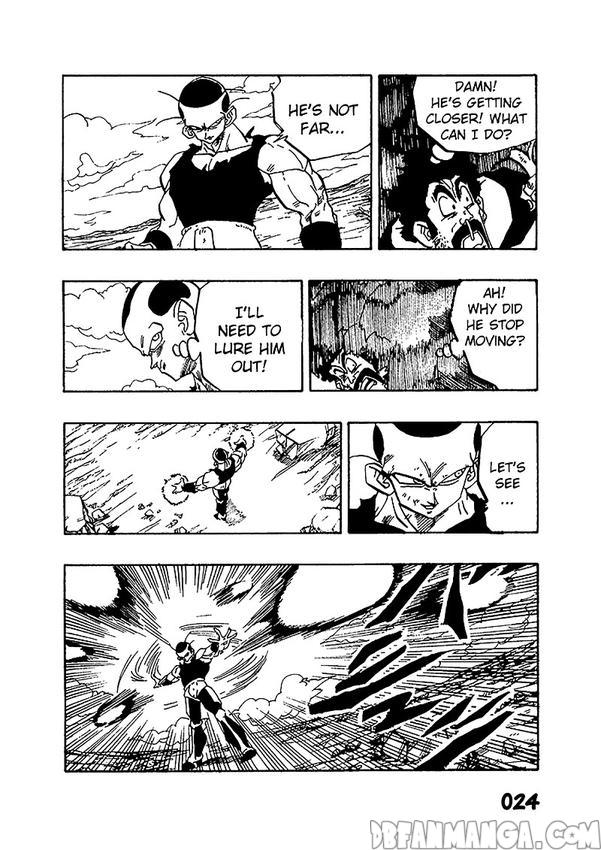 DAMN!
HE'S GETTING
CLOSER! WHAT
CAN I DO?
HE'S NOT
FAR...
AH!
WHY DID
HE STOP
MOVING?
I'LL
NEED TO
LURE HIM
OUT!
LET'S
SEE
...
024
DBFANMANGA.COM